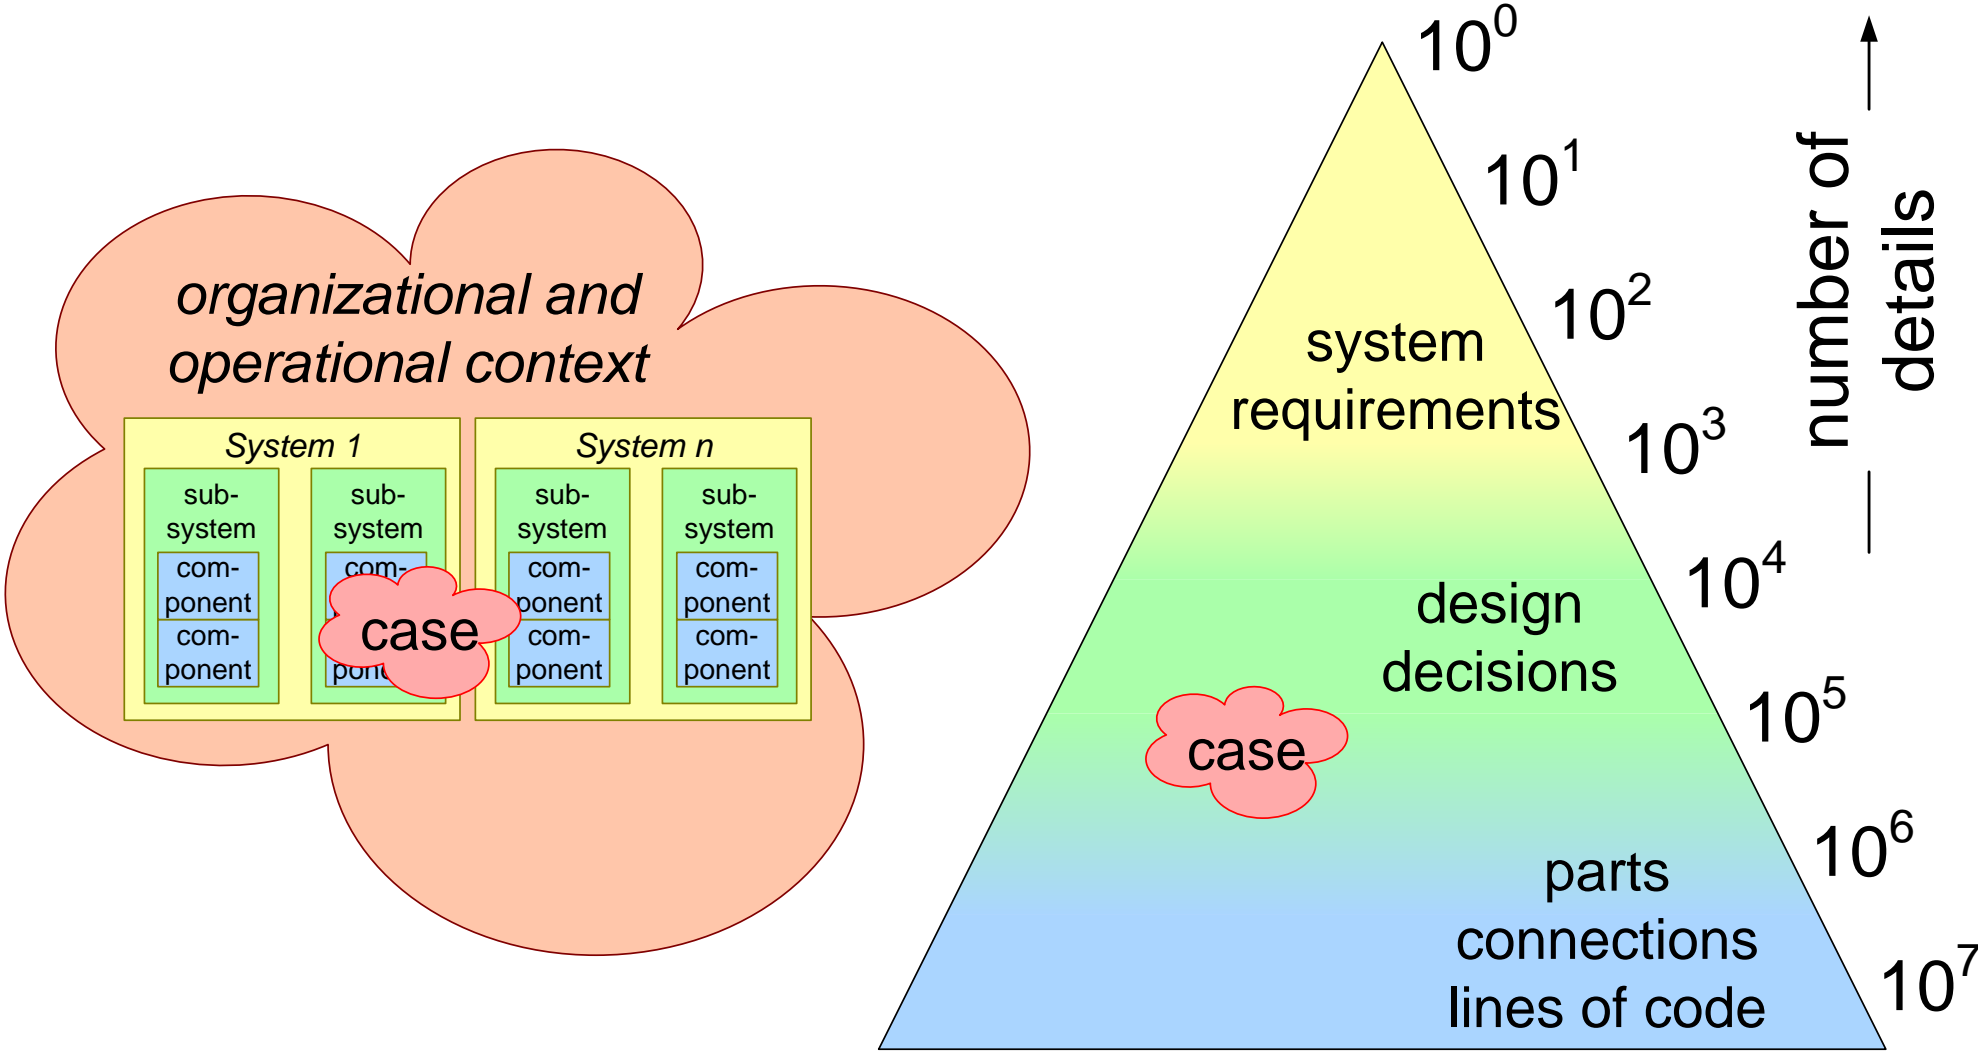 organizational and
operational context
System 1
sub-
system
com-
ponent
com-
ponent
sub-
system
com-
case
System n
sub-
system
com-
ponent
com-
ponent
sub-
system
com-
ponent
com-
ponent
10^0
10^1
10^2
10^3
10^4
10^5
10^6
10^7
system
requirements
design
decisions
case
parts
connections
lines of code
number of
details